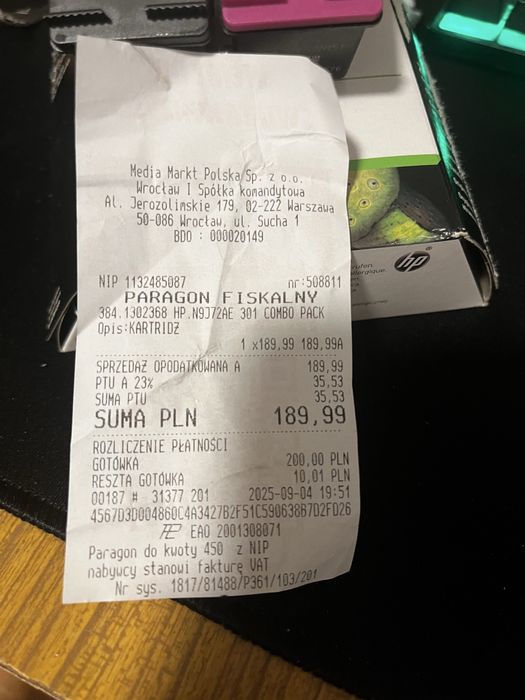 Media Markt Polska Sp. z o.o.
Wrocław I Spółka komandytowa
Al. Jerozolimskie 179, 02-222 Warszawa
50-086 Wrocław, ul. Sucha 1
BDO : 000020149
NIP 1132485087 nr:508811
PARAGON FISKALNY
384.1302368 HP.N9J72AE 301 COMBO PACK
Opis:KARTRIDŻ
1 x189,99 189,99A
SPRZEDAŻ OPODATKOWANA A 189,99
PTU A 23% 35,53
SUMA PTU 35,53
SUMA PLN 189,99
ROZLICZENIE PŁATNOŚCI
GOTÓWKA 200,00 PLN
RESZTA GOTÓWKA 10,01 PLN
00187 # 31377 201 2025-09-04 19:51
4567D3D004860C4A3427B2F51C590638B7D2FD26
EAO 2001308071
Paragon do kwoty 450 z NIP
nabywcy stanowi fakturę VAT
Nr sys. 1817/81488/P361/103/201
hp